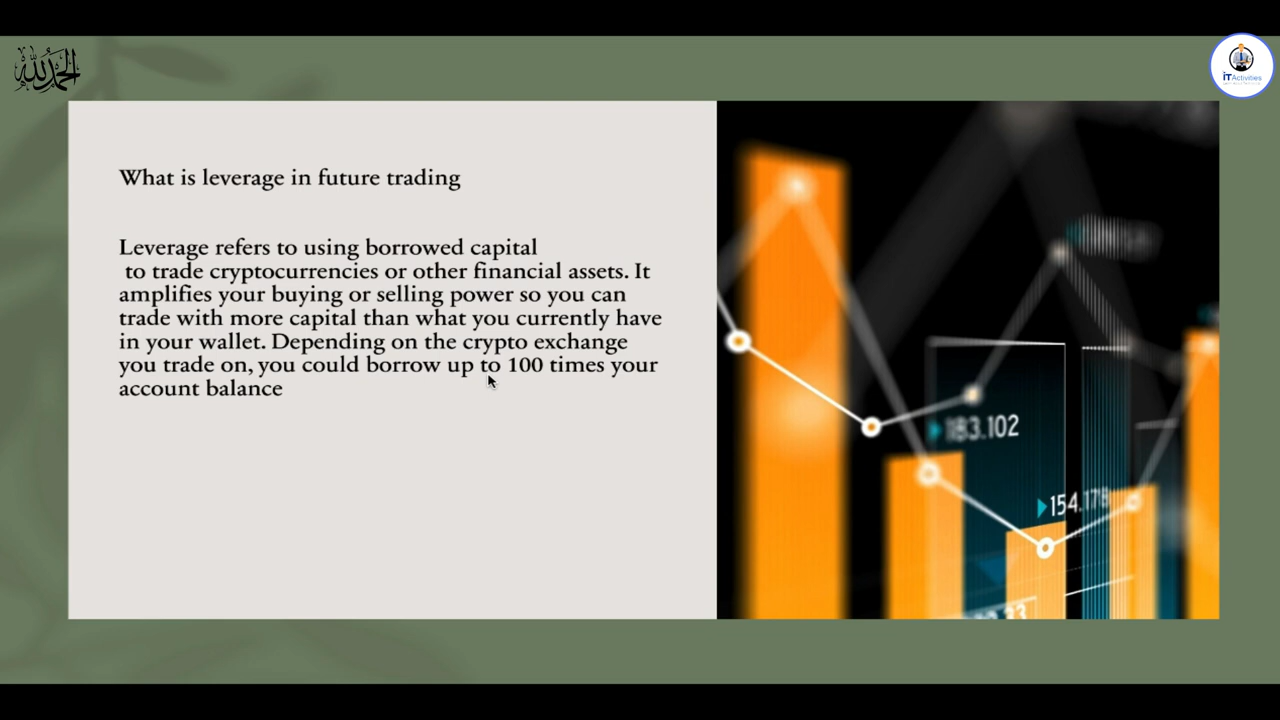 الحمد لله
iT Activities
What is leverage in future trading
Leverage refers to using borrowed capital
to trade cryptocurrencies or other financial assets. It
amplifies your buying or selling power so you can
trade with more capital than what you currently have
in your wallet. Depending on the crypto exchange
you trade on, you could borrow up to 100 times your
account balance
183.102
154.178